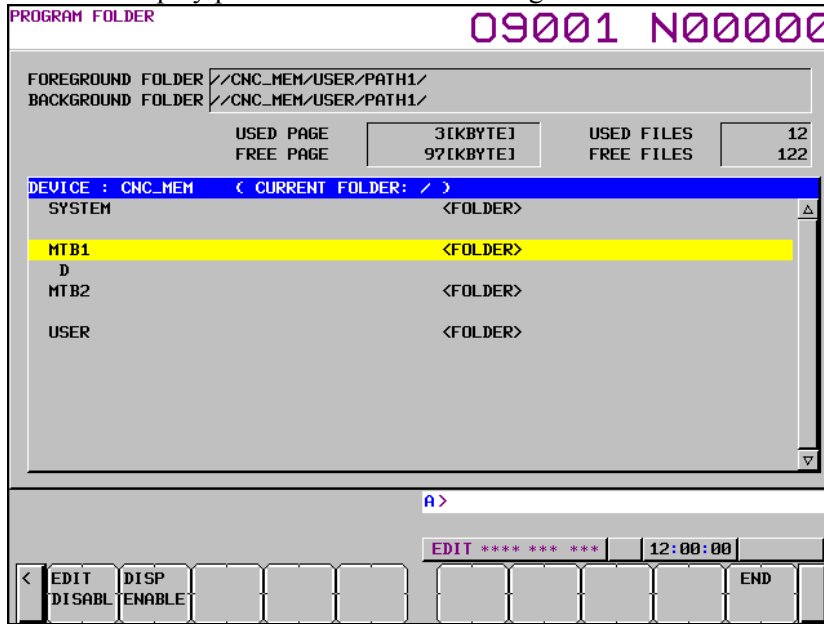 PROGRAM FOLDER
O9001 N00000
FOREGROUND FOLDER //CNC_MEM/USER/PATH1/
BACKGROUND FOLDER //CNC_MEM/USER/PATH1/
USED PAGE 3[KBYTE] USED FILES 12
FREE PAGE 97[KBYTE] FREE FILES 122
DEVICE : CNC_MEM ( CURRENT FOLDER: / )
SYSTEM <FOLDER>
MTB1 <FOLDER>
D
MTB2 <FOLDER>
USER <FOLDER>
A>
EDIT **** *** *** 12:00:00
< EDIT DISP END
DISABL ENABLE